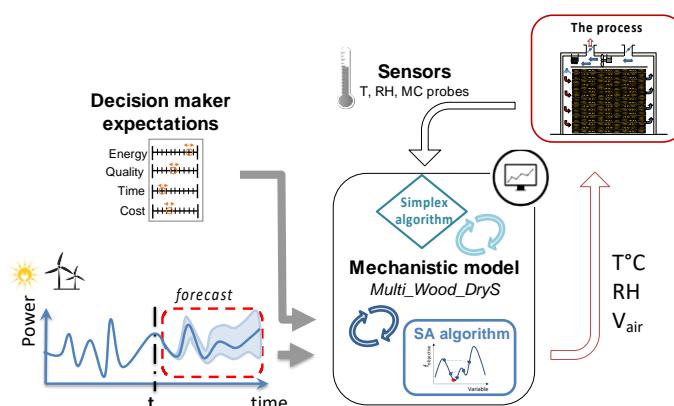 The process
Sensors
T, RH, MC probes
Decision maker
expectations
Energy
Quality
Time
Cost
Simplex
algorithm
Mechanistic model
Multi_Wood_DryS
T°C
RH
Vair
forecast
Power
t
time
SA algorithm
f objective
Variable